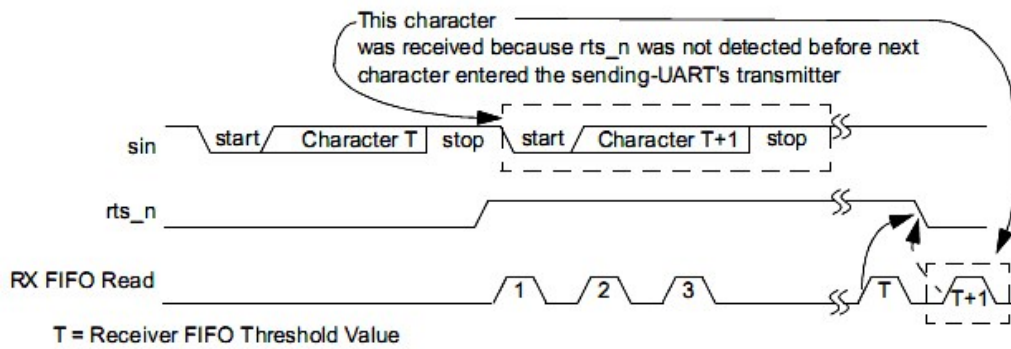 This character
was received because rts_n was not detected before next
character entered the sending-UART's transmitter
sin start Character T stop start Character T+1 stop
rts_n
RX FIFO Read 1 2 3 T T+1
T = Receiver FIFO Threshold Value